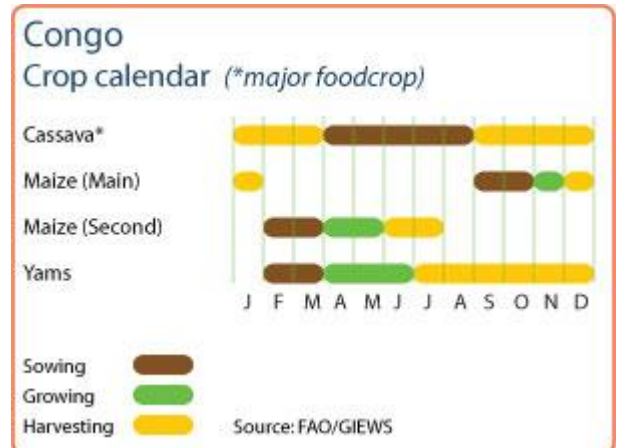 Congo
Crop calendar (*major foodcrop)
Cassava*
Maize (Main)
Maize (Second)
Yams
J F M A M J J A S O N D
Sowing
Growing
Harvesting
Source: FAO/GIEWS